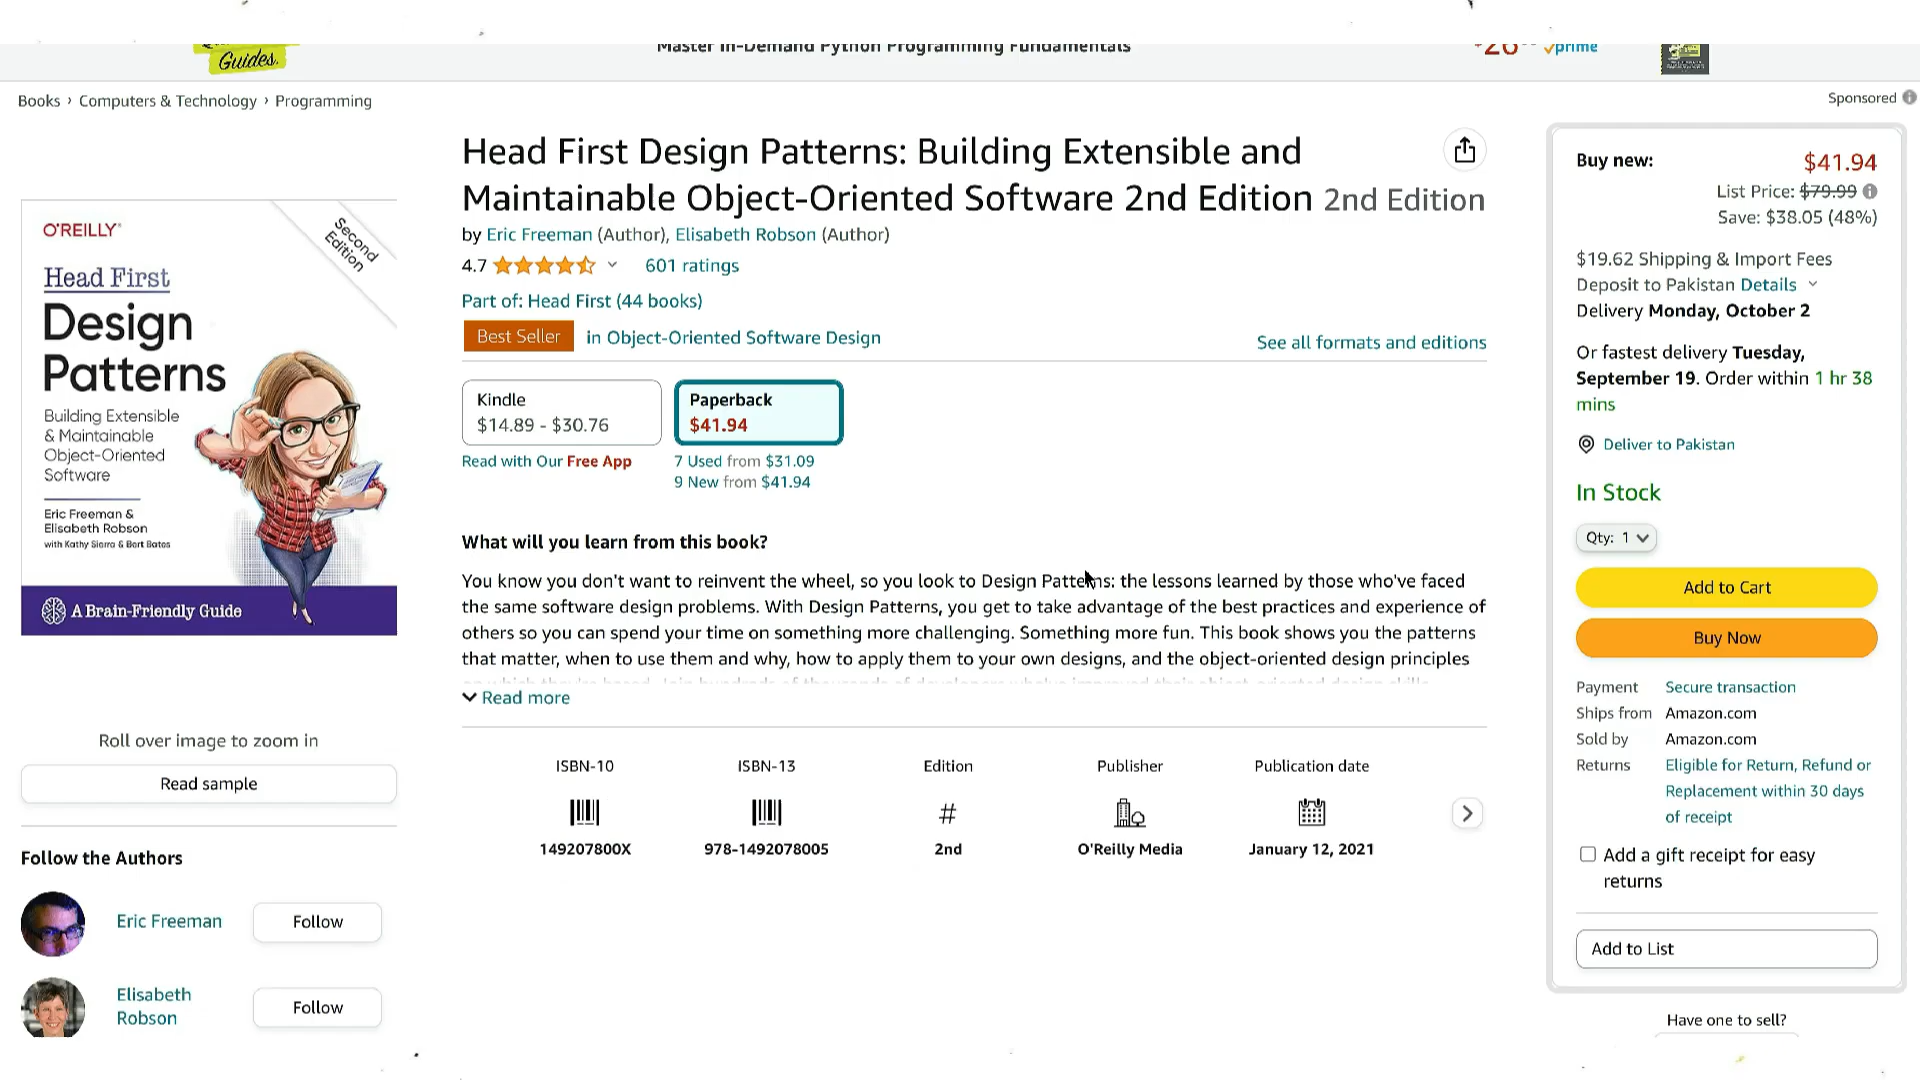 Guides.
Master In-Demand Python Programming Fundamentals
prime
Books › Computers & Technology › Programming
Sponsored
Head First Design Patterns: Building Extensible and
Maintainable Object-Oriented Software 2nd Edition 2nd Edition
by Eric Freeman (Author), Elisabeth Robson (Author)
4.7
601 ratings
Part of: Head First (44 books)
Best Seller in Object-Oriented Software Design
See all formats and editions
Kindle
$14.89 - $30.76
Paperback
$41.94
Read with Our Free App
7 Used from $31.09
9 New from $41.94
What will you learn from this book?
You know you don't want to reinvent the wheel, so you look to Design Patterns: the lessons learned by those who've faced
the same software design problems. With Design Patterns, you get to take advantage of the best practices and experience of
others so you can spend your time on something more challenging. Something more fun. This book shows you the patterns
that matter, when to use them and why, how to apply them to your own designs, and the object-oriented design principles
Read more
ISBN-10
149207800X
ISBN-13
978-1492078005
Edition
#
2nd
Publisher
O'Reilly Media
Publication date
January 12, 2021
O'REILLY®
Second
Edition
Head First
Design
Patterns
Building Extensible
& Maintainable
Object-Oriented
Software
Eric Freeman &
Elisabeth Robson
with Kathy Sierra & Bert Bates
A Brain-Friendly Guide
Roll over image to zoom in
Read sample
Follow the Authors
Eric Freeman
Follow
Elisabeth
Robson
Follow
Buy new:
$41.94
List Price: $79.99
Save: $38.05 (48%)
$19.62 Shipping & Import Fees
Deposit to Pakistan Details
Delivery Monday, October 2
Or fastest delivery Tuesday,
September 19. Order within 1 hr 38
mins
Deliver to Pakistan
In Stock
Qty: 1
Add to Cart
Buy Now
Payment Secure transaction
Ships from Amazon.com
Sold by Amazon.com
Returns Eligible for Return, Refund or
Replacement within 30 days
of receipt
Add a gift receipt for easy
returns
Add to List
Have one to sell?